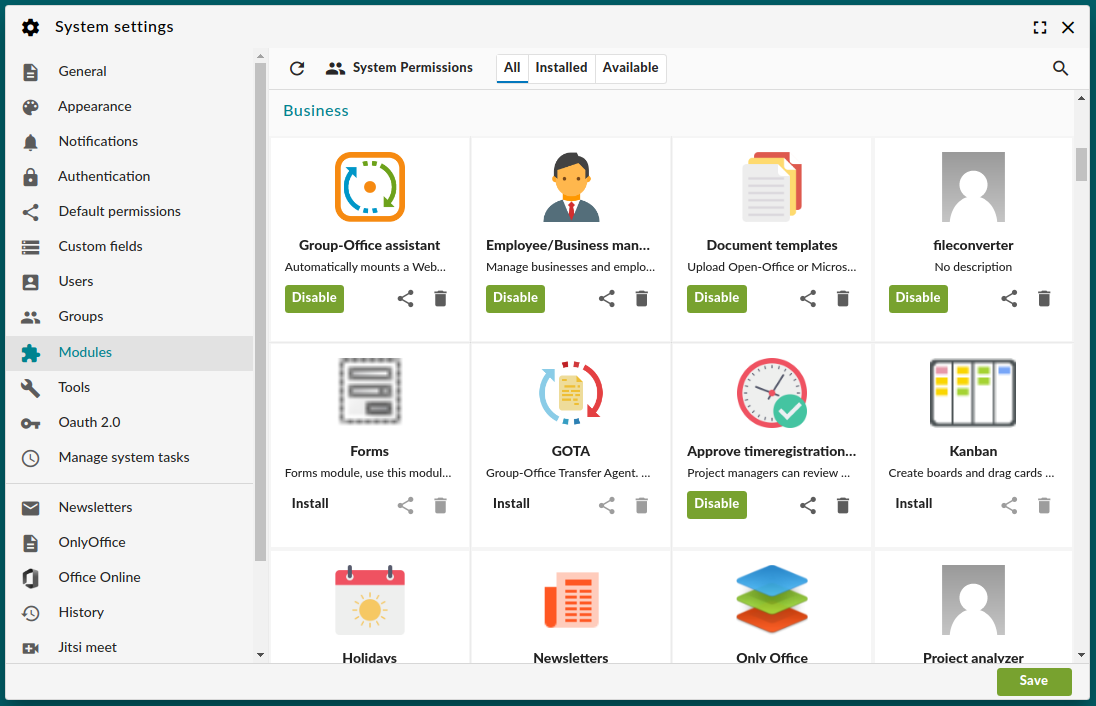 System settings
General
Appearance
Notifications
Authentication
Default permissions
Custom fields
Users
Groups
Modules
Tools
Oauth 2.0
Manage system tasks
Newsletters
OnlyOffice
Office Online
History
Jitsi meet
System Permissions All Installed Available
Business
Group-Office assistant
Automatically mounts a Web...
Disable
Employee/Business man...
Manage businesses and emplo...
Disable
Document templates
Upload Open-Office or Micros...
Disable
fileconverter
No description
Disable
Forms
Forms module, use this modul...
Install
GOTA
Group-Office Transfer Agent. ...
Install
Approve timeregistration...
Project managers can review ...
Disable
Kanban
Create boards and drag cards ...
Install
Holidays
Newsletters
Only Office
Project analyzer
Save